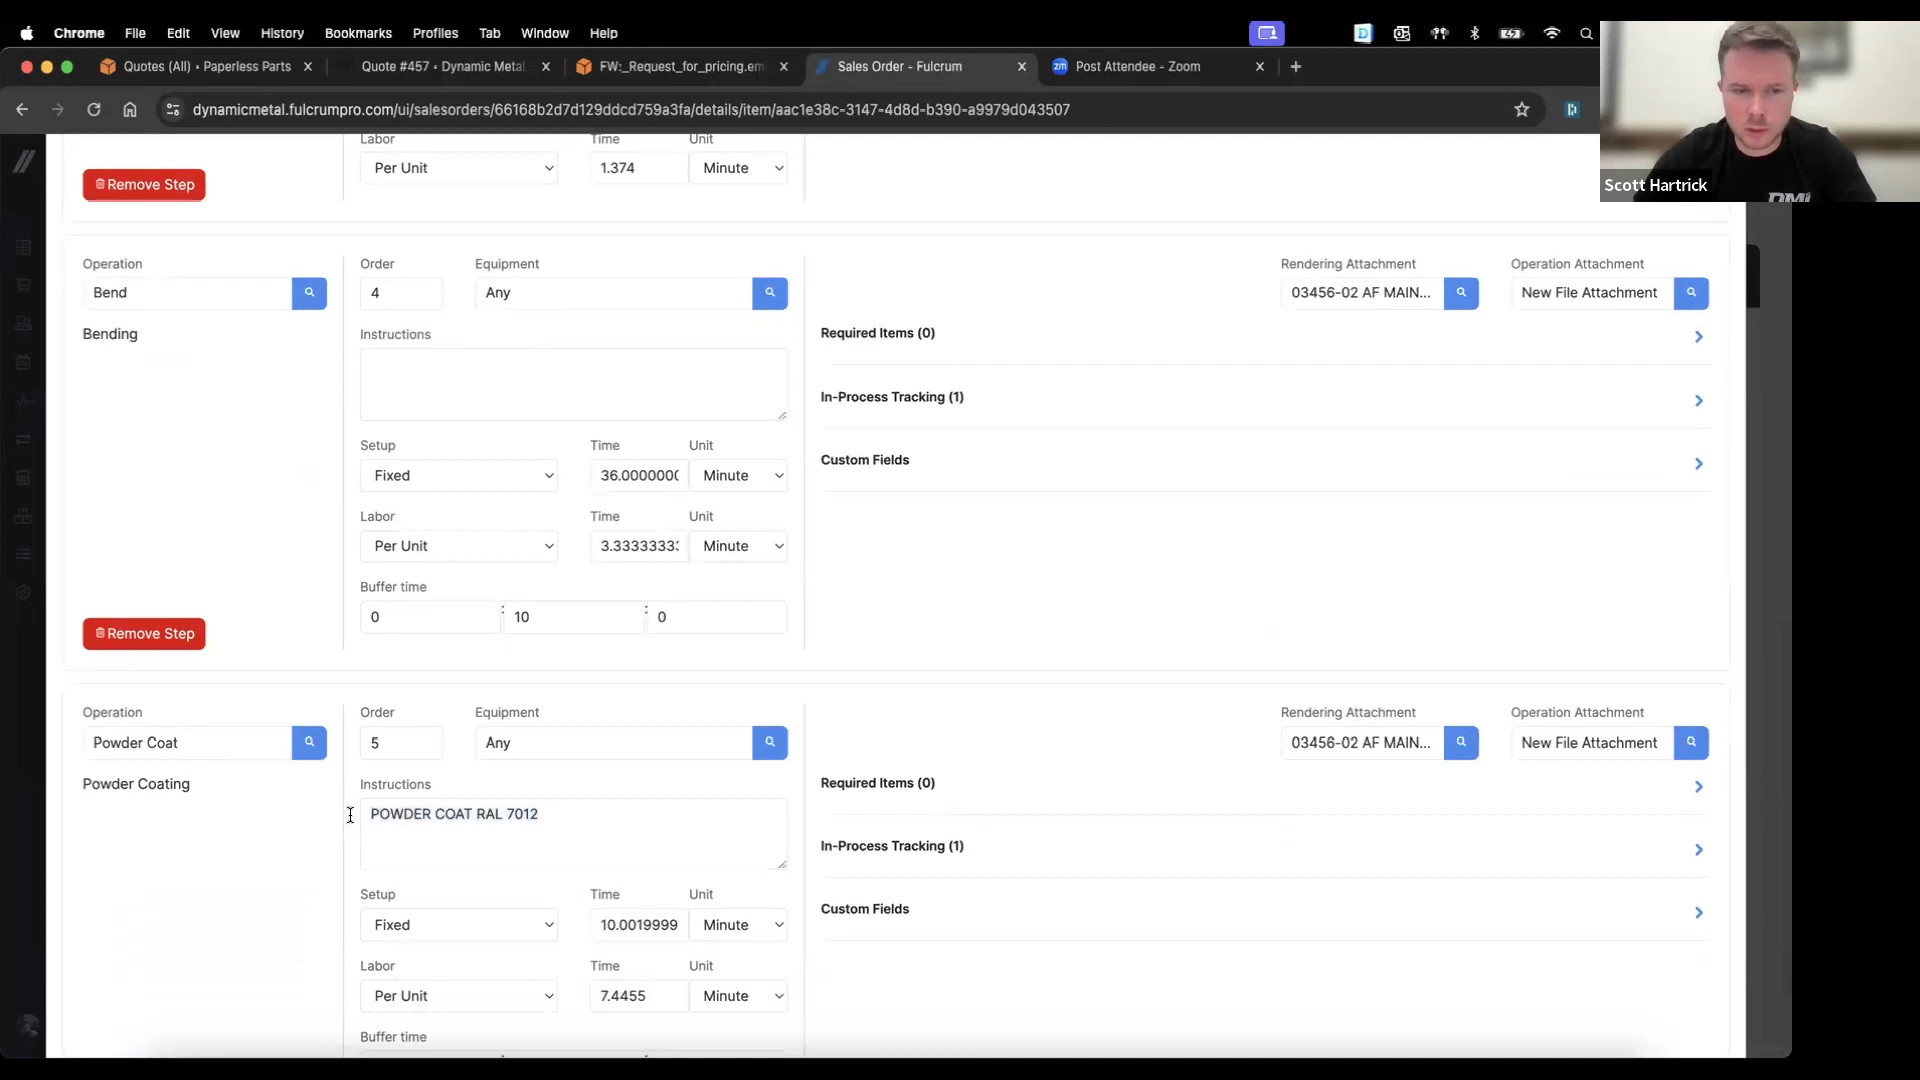 Chrome File Edit View History Bookmarks Profiles Tab Window Help
Quotes (All) • Paperless Parts
Quote #457 • Dynamic Metal
FW:_Request_for_pricing.em
Sales Order - Fulcrum
Post Attendee - Zoom
dynamicmetal.fulcrumpro.com/ui/salesorders/66168b2d7d129ddcd759a3fa/details/item/aac1e38c-3147-4d8d-b390-a9979d043507
Scott Hartrick
DMI
Labor Time Unit
Per Unit 1.374 Minute
Remove Step
Operation Order Equipment Rendering Attachment Operation Attachment
Bend 4 Any 03456-02 AF MAIN... New File Attachment
Bending Instructions Required Items (0)
In-Process Tracking (1)
Setup Time Unit Custom Fields
Fixed 36.0000000 Minute
Labor Time Unit
Per Unit 3.33333333 Minute
Buffer time
0 : 10 : 0
Remove Step
Operation Order Equipment Rendering Attachment Operation Attachment
Powder Coat 5 Any 03456-02 AF MAIN... New File Attachment
Powder Coating Instructions Required Items (0)
POWDER COAT RAL 7012
In-Process Tracking (1)
Setup Time Unit Custom Fields
Fixed 10.0019999 Minute
Labor Time Unit
Per Unit 7.4455 Minute
Buffer time